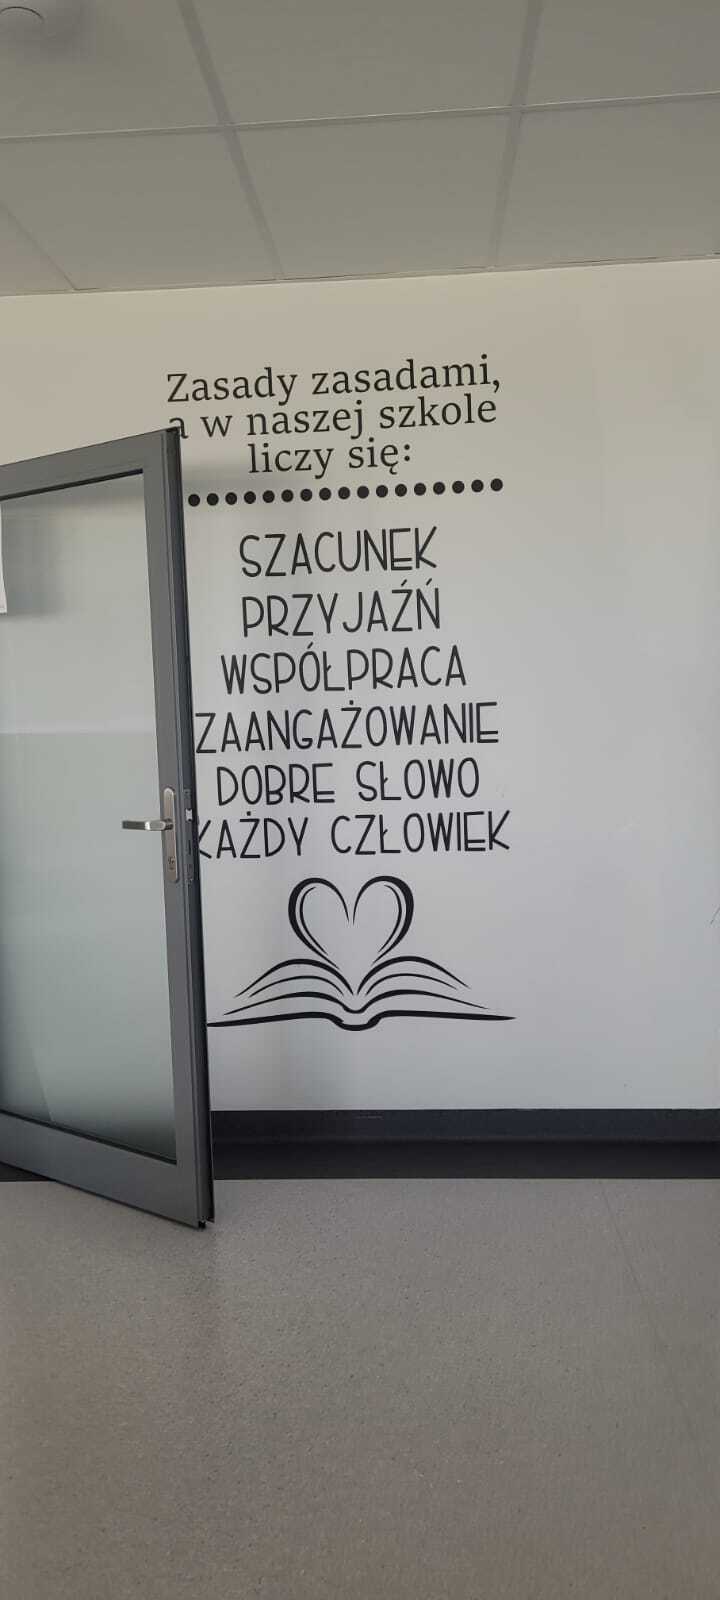 Zasady zasadami,
a w naszej szkole
liczy się:
SZACUNEK
PRZYJAŹŃ
WSPÓŁPRACA
ZAANGAŻOWANIE
DOBRE SŁOWO
KAŻDY CZŁOWIEK